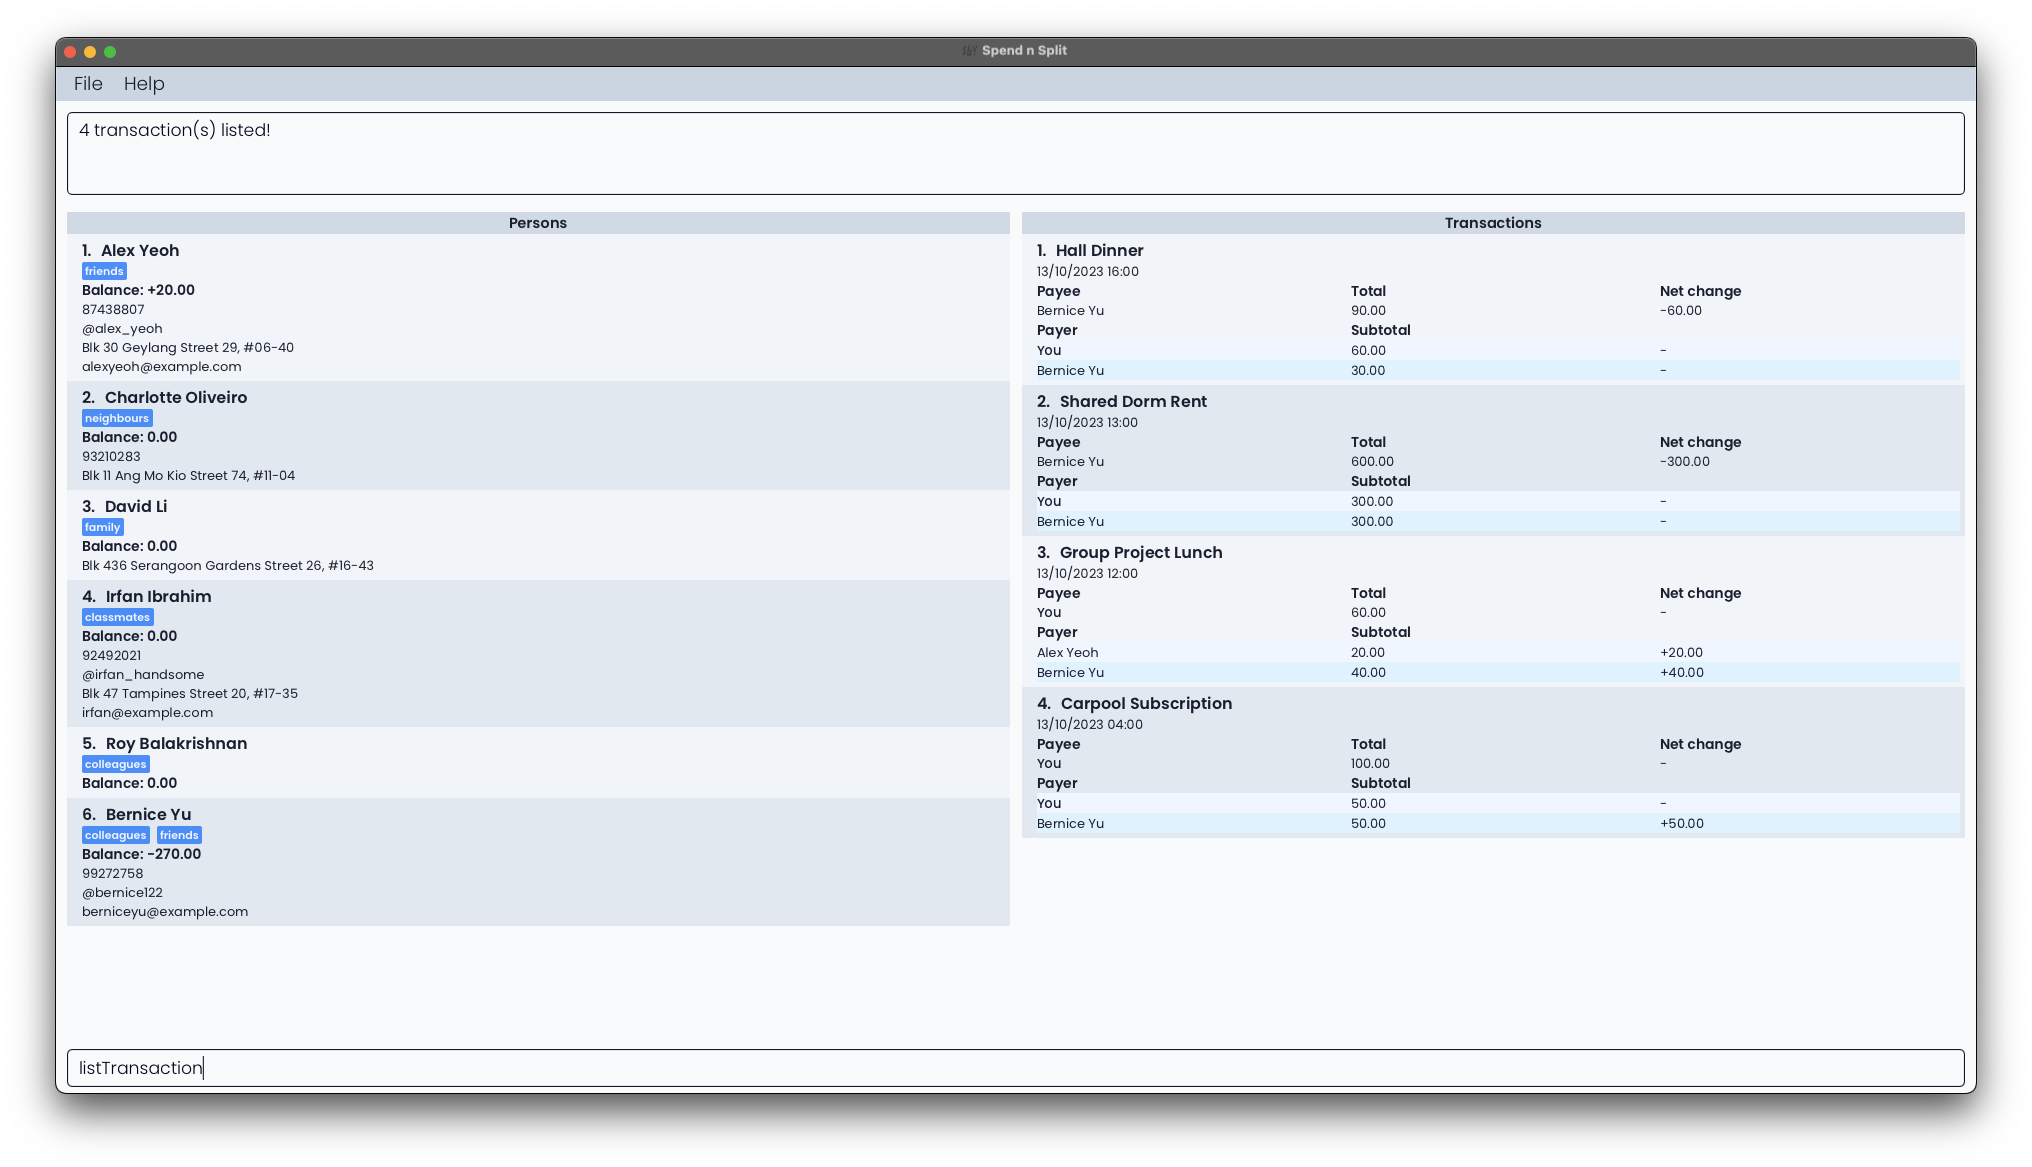 Spend n Split
File Help
4 transaction(s) listed!
Persons
1. Alex Yeoh
friends
Balance: +20.00
87438807
@alex_yeoh
Blk 30 Geylang Street 29, #06-40
alexyeoh@example.com
2. Charlotte Oliveiro
neighbours
Balance: 0.00
93210283
Blk 11 Ang Mo Kio Street 74, #11-04
3. David Li
family
Balance: 0.00
Blk 436 Serangoon Gardens Street 26, #16-43
4. Irfan Ibrahim
classmates
Balance: 0.00
92492021
@irfan_handsome
Blk 47 Tampines Street 20, #17-35
irfan@example.com
5. Roy Balakrishnan
colleagues
Balance: 0.00
6. Bernice Yu
colleagues friends
Balance: -270.00
99272758
@bernice122
berniceyu@example.com
Transactions
1. Hall Dinner
13/10/2023 16:00
Payee Total Net change
Bernice Yu 90.00 -60.00
Payer Subtotal
You 60.00 -
Bernice Yu 30.00 -
2. Shared Dorm Rent
13/10/2023 13:00
Payee Total Net change
Bernice Yu 600.00 -300.00
Payer Subtotal
You 300.00 -
Bernice Yu 300.00 -
3. Group Project Lunch
13/10/2023 12:00
Payee Total Net change
You 60.00 -
Payer Subtotal
Alex Yeoh 20.00 +20.00
Bernice Yu 40.00 +40.00
4. Carpool Subscription
13/10/2023 04:00
Payee Total Net change
You 100.00 -
Payer Subtotal
You 50.00 -
Bernice Yu 50.00 +50.00
listTransaction